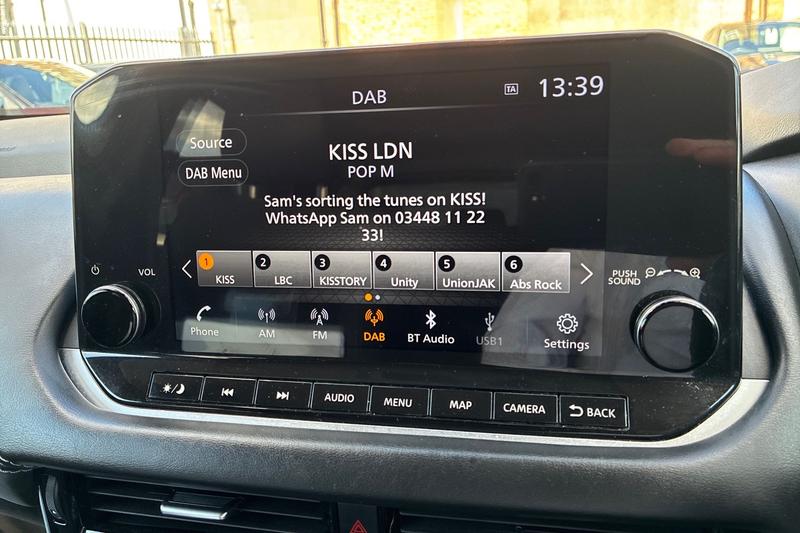 DAB
TA
13:39
Source
DAB Menu
KISS LDN
POP M
Sam's sorting the tunes on KISS!
WhatsApp Sam on 03448 11 22
33!
1 KISS
2 LBC
3 KISSTORY
4 Unity
5 UnionJAK
6 Abs Rock
VOL
PUSH
SOUND
Phone
AM
FM
DAB
BT Audio
USB1
Settings
AUDIO
MENU
MAP
CAMERA
BACK